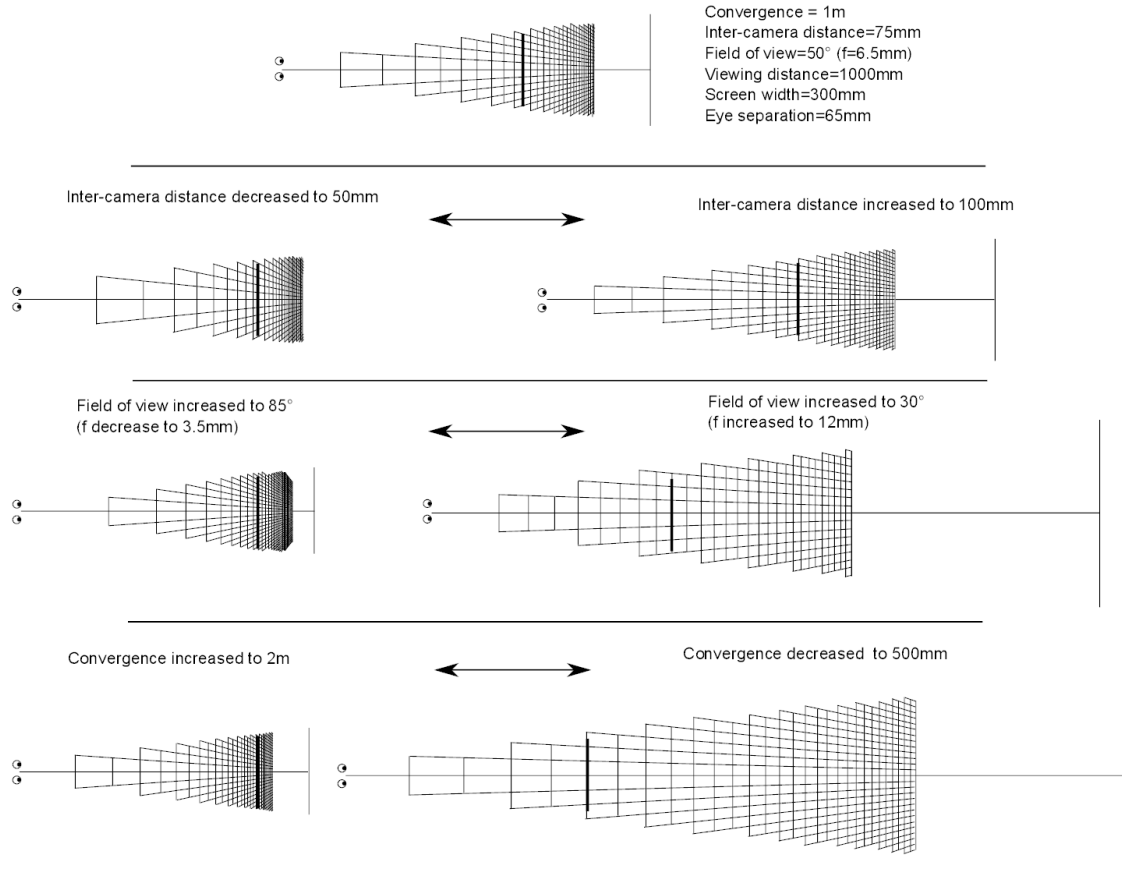 Convergence = 1m
Inter-camera distance=75mm
Field of view=50° (f=6.5mm)
Viewing distance=1000mm
Screen width=300mm
Eye separation=65mm
Inter-camera distance decreased to 50mm
Inter-camera distance increased to 100mm
Field of view increased to 85°
(f decrease to 3.5mm)
Field of view increased to 30°
(f increased to 12mm)
Convergence increased to 2m
Convergence decreased  to 500mm